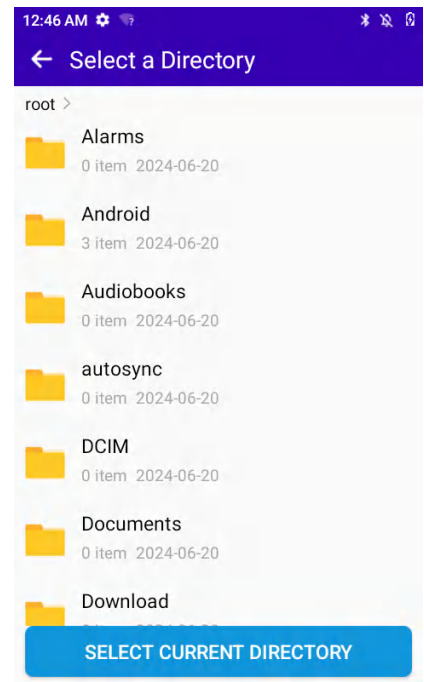 12:46 AM
Select a Directory
root >
Alarms
0 item 2024-06-20
Android
3 item 2024-06-20
Audiobooks
0 item 2024-06-20
autosync
0 item 2024-06-20
DCIM
0 item 2024-06-20
Documents
0 item 2024-06-20
Download
SELECT CURRENT DIRECTORY